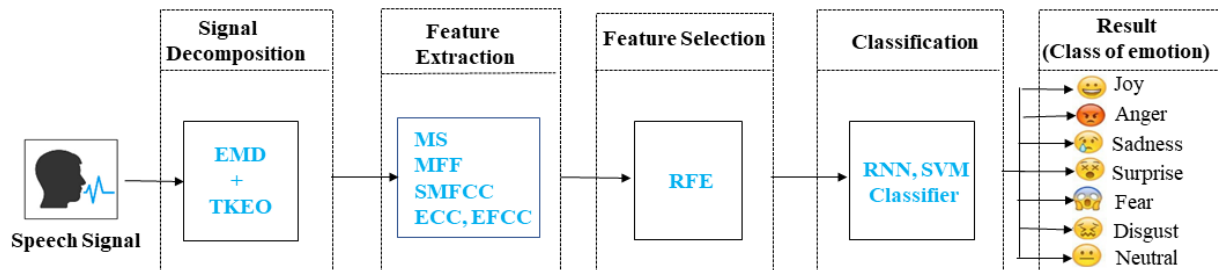 Speech Signal
Signal
Decomposition
EMD
+
TKEO
Feature
Extraction
MS
MFF
SMFCC
ECC, EFCC
Feature Selection
RFE
Classification
RNN, SVM
Classifier
Result
(Class of emotion)
Joy
Anger
Sadness
Surprise
Fear
Disgust
Neutral